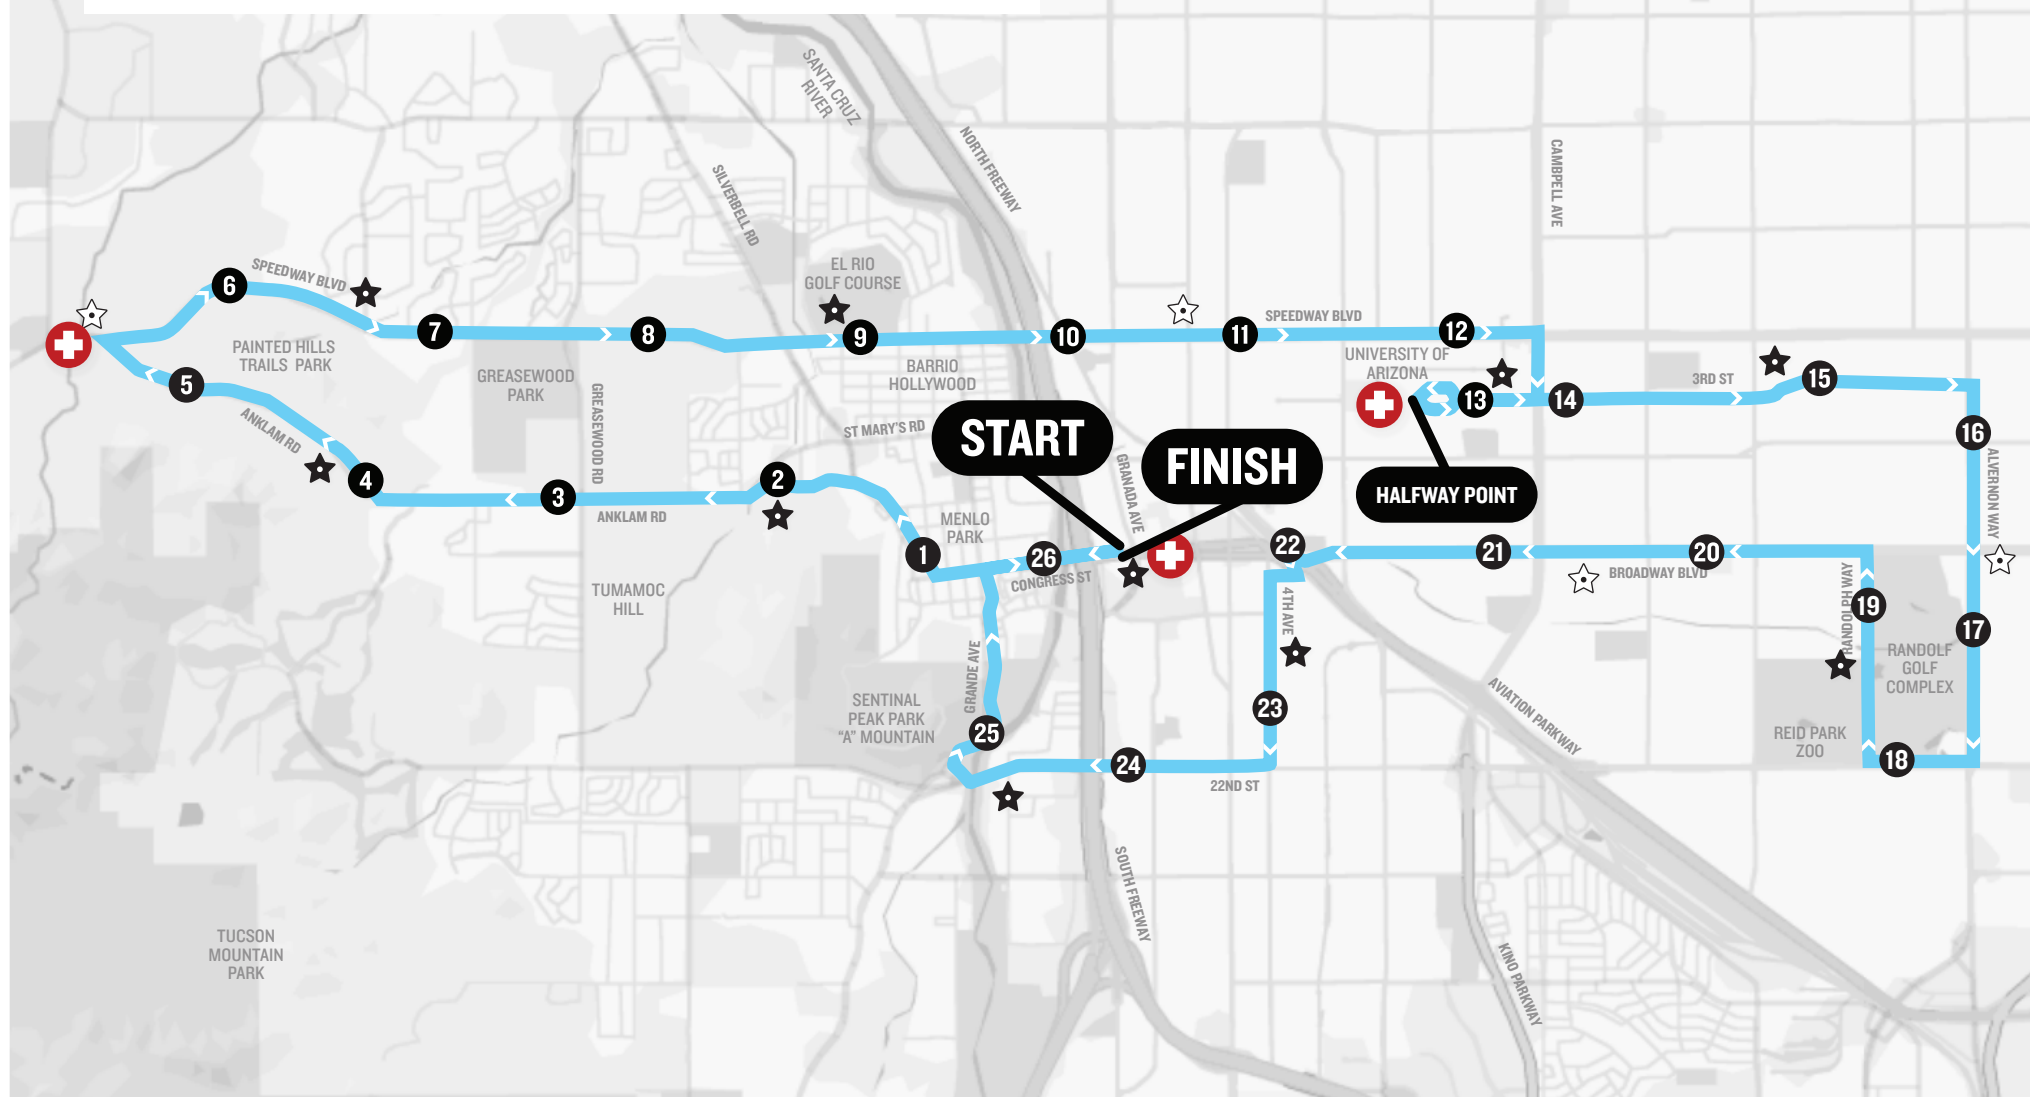 SANTA CRUZ
RIVER
NORTH FREEWAY
CAMBPELL AVE
SILVERBELL RD
SPEEDWAY BLVD
6
EL RIO
GOLF COURSE
7
8
9
10
11
SPEEDWAY BLVD
12
PAINTED HILLS
TRAILS PARK
5
GREASEWOOD
PARK
GREASEWOOD RD
BARRIO
HOLLYWOOD
UNIVERSITY OF
ARIZONA
13
14
3RD ST
15
ANKLAM RD
4
3
ANKLAM RD
2
ST MARY'S RD
START
GRANADA AVE
FINISH
HALFWAY POINT
16
ALVERNON WAY
MENLO
PARK
1
26
CONGRESS ST
22
21
20
BROADWAY BLVD
TUMAMOC
HILL
4TH AVE
RANDOLPH WAY
19
17
RANDOLF
GOLF
COMPLEX
GRANDE AVE
SENTINAL
PEAK PARK
"A" MOUNTAIN
25
23
AVIATION PARKWAY
REID PARK
ZOO
18
24
22ND ST
SOUTH FREEWAY
KINO PARKWAY
TUCSON
MOUNTAIN
PARK